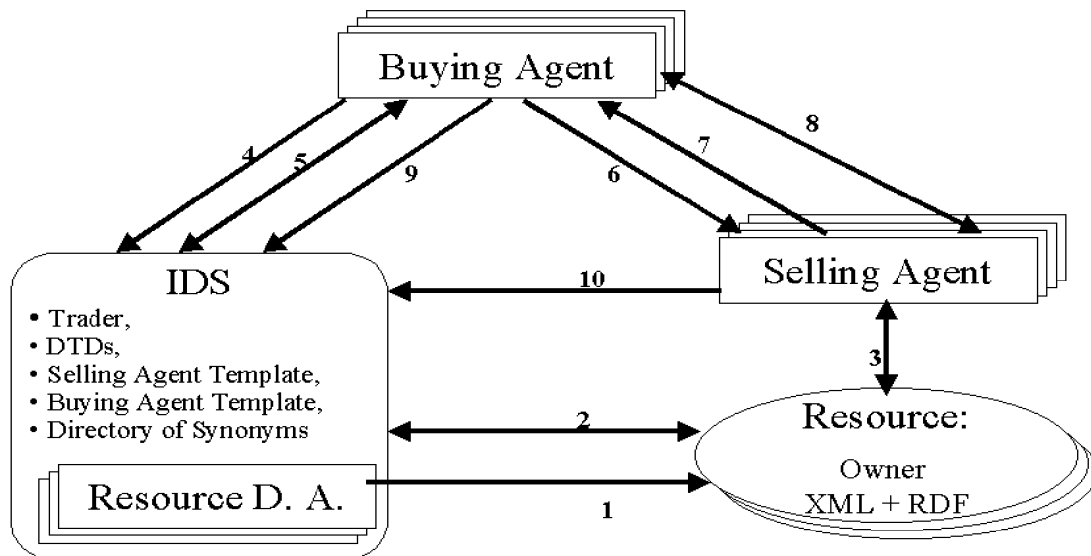 Buying Agent
4
5
9
6
7
8
IDS
• Trader,
• DTDs,
• Selling Agent Template,
• Buying Agent Template,
• Directory of Synonyms
Resource D. A.
10
Selling Agent
3
2
1
Resource:
Owner
XML + RDF